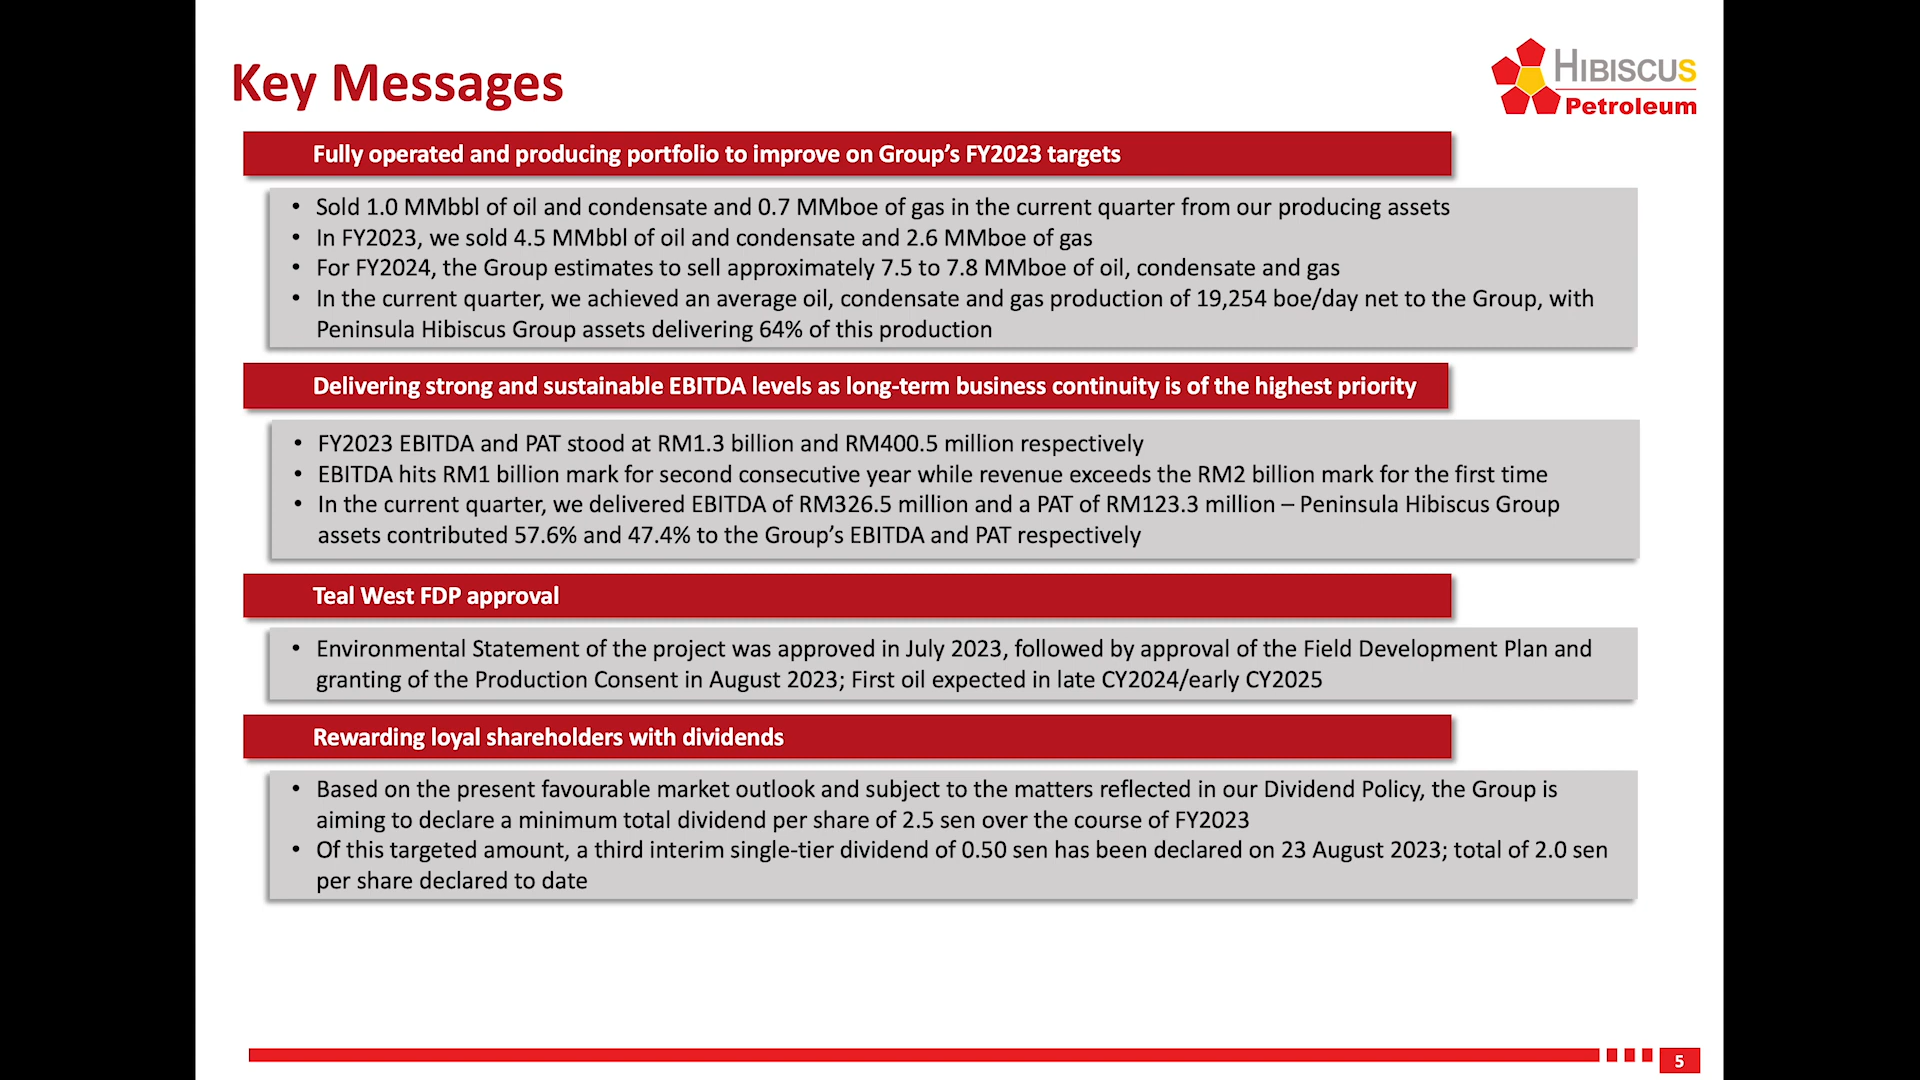 Key Messages
HIBISCUS
Petroleum
Fully operated and producing portfolio to improve on Group’s FY2023 targets
• Sold 1.0 MMbbl of oil and condensate and 0.7 MMboe of gas in the current quarter from our producing assets
• In FY2023, we sold 4.5 MMbbl of oil and condensate and 2.6 MMboe of gas
• For FY2024, the Group estimates to sell approximately 7.5 to 7.8 MMboe of oil, condensate and gas
• In the current quarter, we achieved an average oil, condensate and gas production of 19,254 boe/day net to the Group, with
Peninsula Hibiscus Group assets delivering 64% of this production
Delivering strong and sustainable EBITDA levels as long-term business continuity is of the highest priority
• FY2023 EBITDA and PAT stood at RM1.3 billion and RM400.5 million respectively
• EBITDA hits RM1 billion mark for second consecutive year while revenue exceeds the RM2 billion mark for the first time
• In the current quarter, we delivered EBITDA of RM326.5 million and a PAT of RM123.3 million – Peninsula Hibiscus Group
assets contributed 57.6% and 47.4% to the Group’s EBITDA and PAT respectively
Teal West FDP approval
• Environmental Statement of the project was approved in July 2023, followed by approval of the Field Development Plan and
granting of the Production Consent in August 2023; First oil expected in late CY2024/early CY2025
Rewarding loyal shareholders with dividends
• Based on the present favourable market outlook and subject to the matters reflected in our Dividend Policy, the Group is
aiming to declare a minimum total dividend per share of 2.5 sen over the course of FY2023
• Of this targeted amount, a third interim single-tier dividend of 0.50 sen has been declared on 23 August 2023; total of 2.0 sen
per share declared to date
5